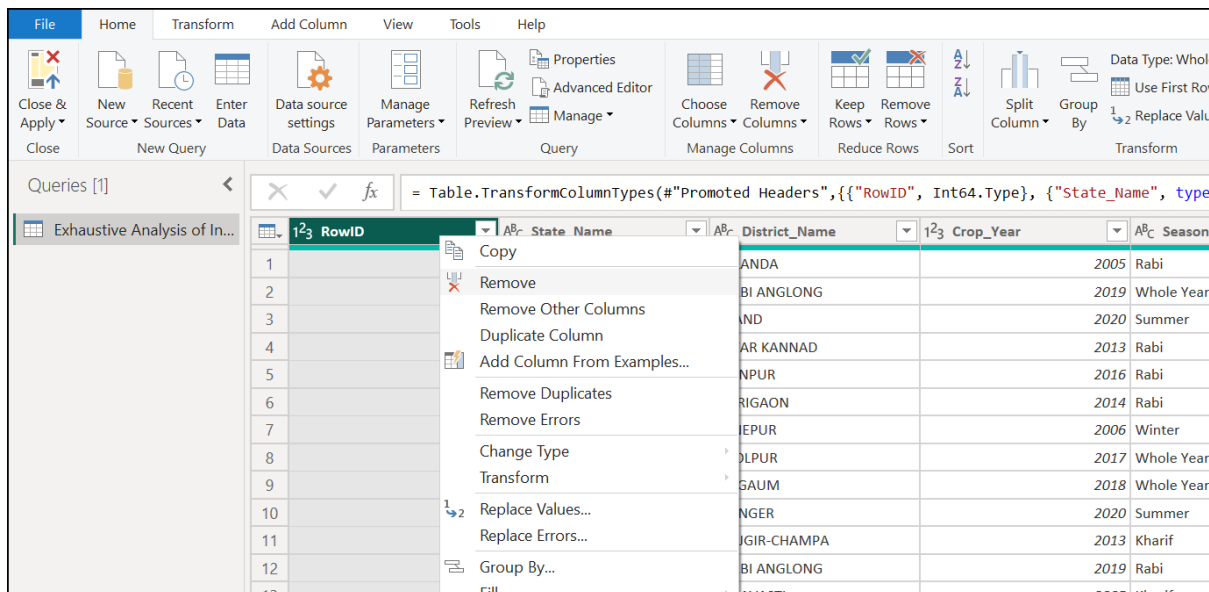 File Home Transform Add Column View Tools Help
Close & Apply
New Source
Recent Sources
Enter Data
Data source settings
Manage Parameters
Refresh Preview
Properties
Advanced Editor
Manage
Choose Columns
Remove Columns
Keep Rows
Remove Rows
Split Column
Group By
Data Type: Whol
Use First Ro
Replace Valu
Close New Query Data Sources Parameters Query Manage Columns Reduce Rows Sort Transform
Queries [1]
fx = Table.TransformColumnTypes(#"Promoted Headers",{{"RowID", Int64.Type}, {"State_Name", type
Exhaustive Analysis of In...
123 RowID ABC State_Name ABC District_Name 123 Crop_Year ABC Season
Copy
Remove
Remove Other Columns
Duplicate Column
Add Column From Examples...
Remove Duplicates
Remove Errors
Change Type
Transform
Replace Values...
Replace Errors...
Group By...
1 ANDA 2005 Rabi
2 BI ANGLONG 2019 Whole Year
3 ND 2020 Summer
4 AR KANNAD 2013 Rabi
5 NPUR 2016 Rabi
6 RIGAON 2014 Rabi
7 EPUR 2006 Winter
8 OLPUR 2017 Whole Year
9 GAUM 2018 Whole Year
10 NGER 2020 Summer
11 JGIR-CHAMPA 2013 Kharif
12 BI ANGLONG 2019 Rabi